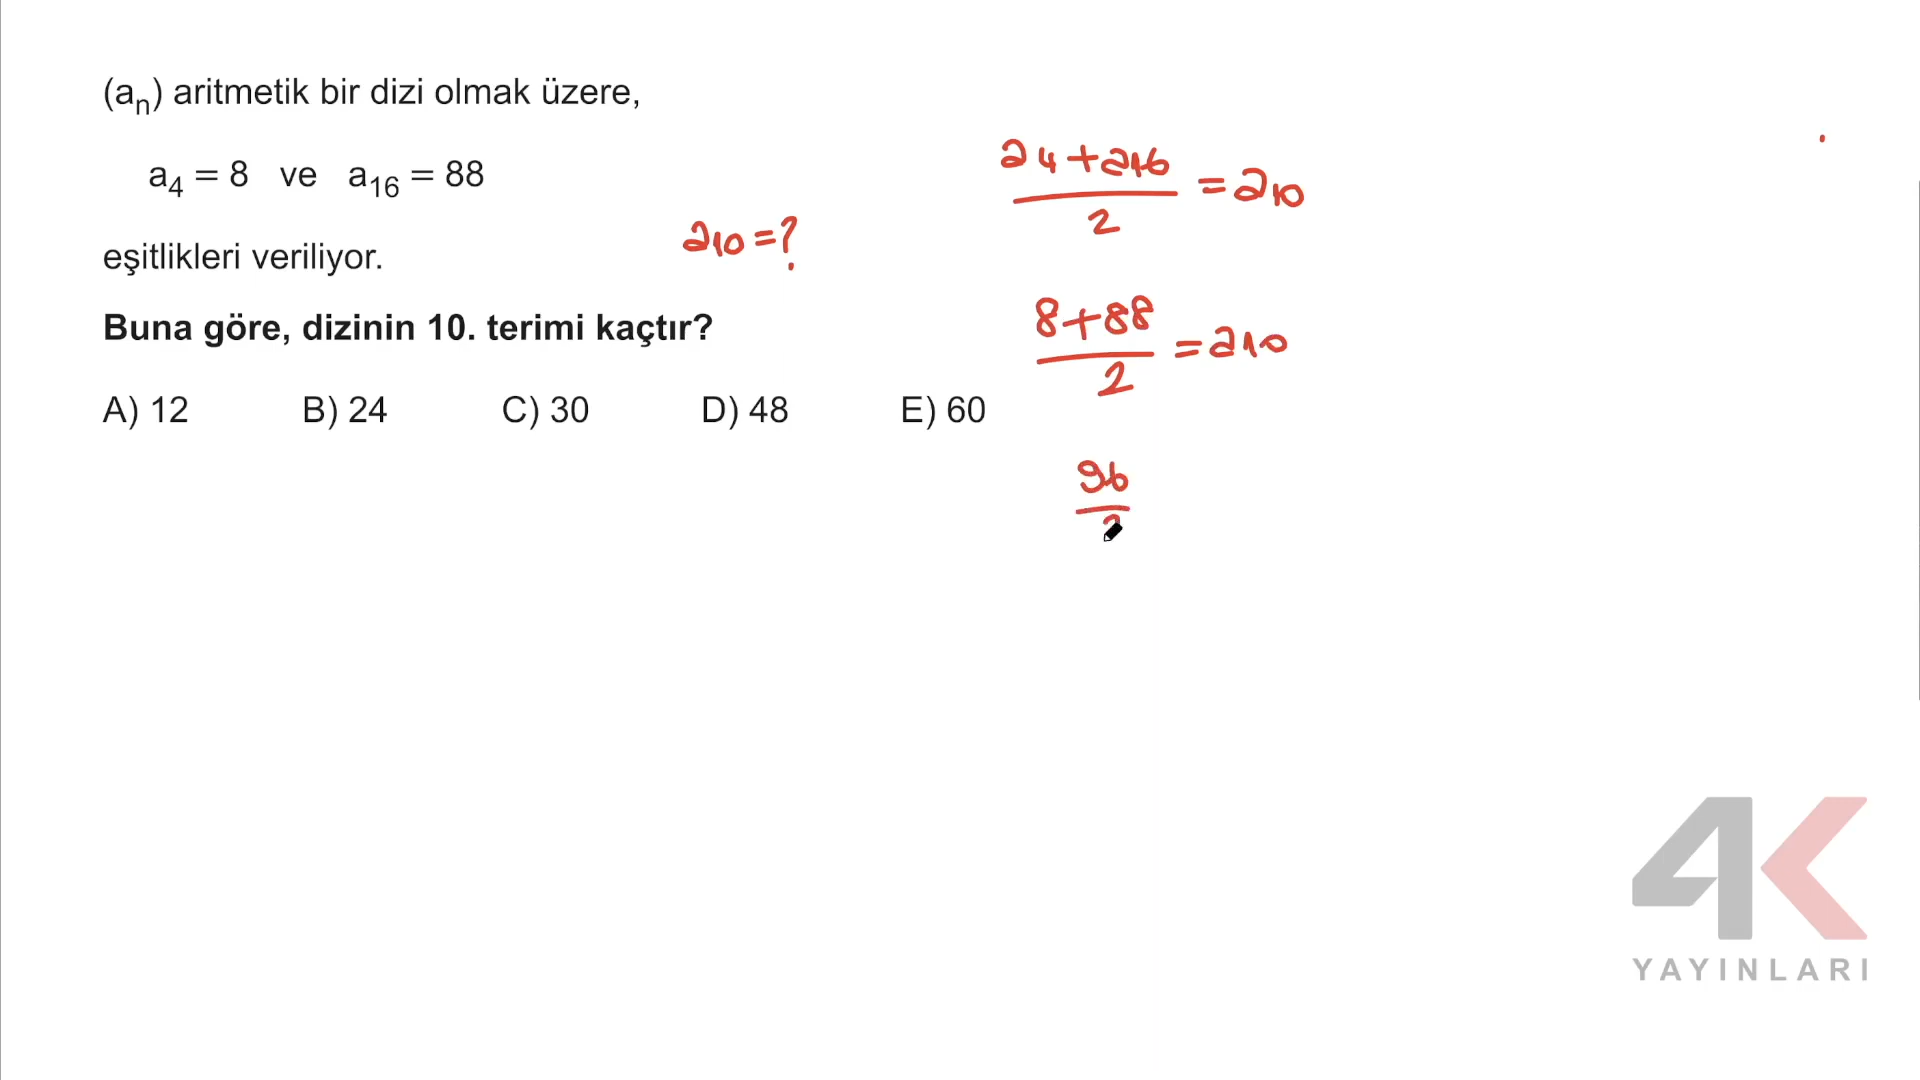 (aₙ) aritmetik bir dizi olmak üzere,
a₄ = 8 ve a₁₆ = 88
eşitlikleri veriliyor.
a₁₀ = ?
Buna göre, dizinin 10. terimi kaçtır?
A) 12 B) 24 C) 30 D) 48 E) 60
a₄ + a₁₆
2
= a₁₀
8 + 88
2
= a₁₀
96
4K
YAYINLARI